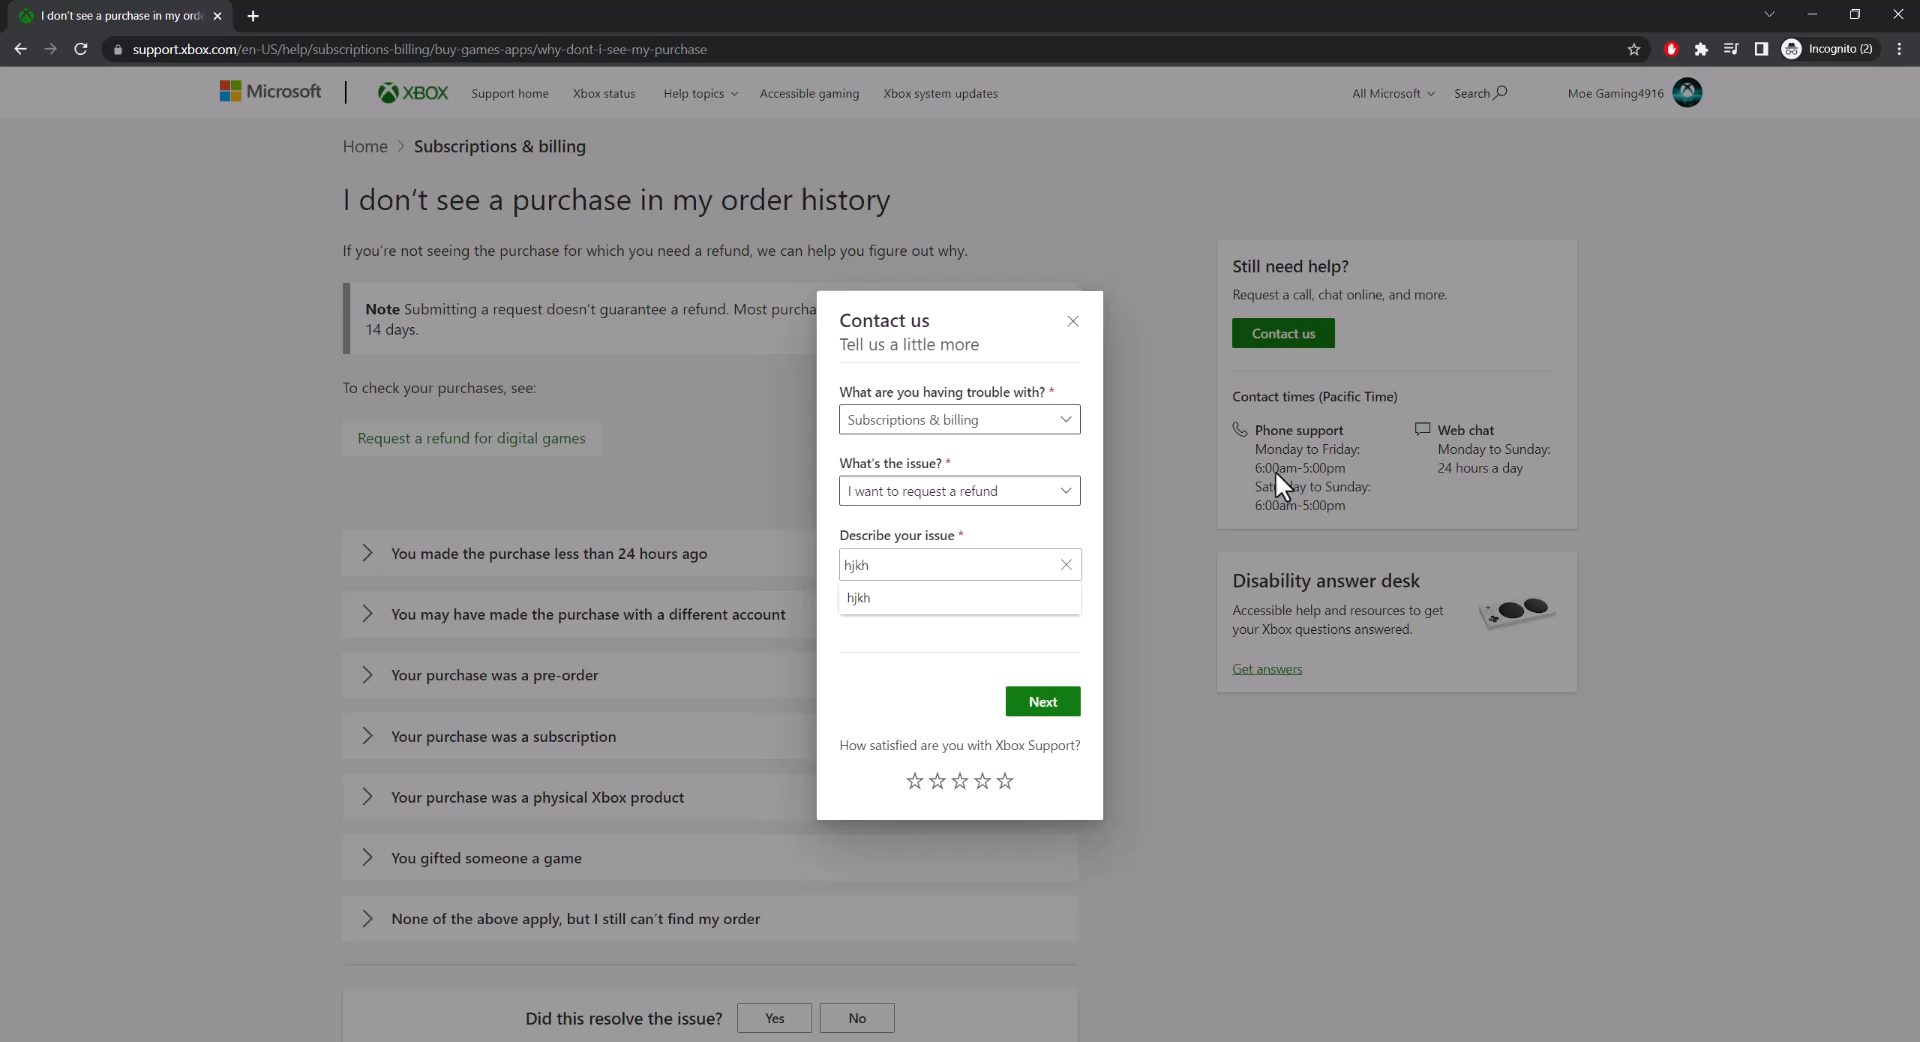 I don't see a purchase in my orde
support.xbox.com/en-US/help/subscriptions-billing/buy-games-apps/why-dont-i-see-my-purchase
Incognito (2)
Microsoft
XBOX
Support home
Xbox status
Help topics
Accessible gaming
Xbox system updates
All Microsoft
Search
Moe Gaming4916
Home > Subscriptions & billing
I don't see a purchase in my order history
If you're not seeing the purchase for which you need a refund, we can help you figure out why.
Note Submitting a request doesn't guarantee a refund. Most purcha
14 days.
To check your purchases, see:
Request a refund for digital games
You made the purchase less than 24 hours ago
You may have made the purchase with a different account
Your purchase was a pre-order
Your purchase was a subscription
Your purchase was a physical Xbox product
You gifted someone a game
None of the above apply, but I still can't find my order
Did this resolve the issue?
Yes
No
Contact us
Tell us a little more
What are you having trouble with? *
Subscriptions & billing
What's the issue? *
I want to request a refund
Describe your issue *
hjkh
hjkh
Next
How satisfied are you with Xbox Support?
Still need help?
Request a call, chat online, and more.
Contact us
Contact times (Pacific Time)
Phone support
Monday to Friday:
6:00am-5:00pm
Saturday to Sunday:
6:00am-5:00pm
Web chat
Monday to Sunday:
24 hours a day
Disability answer desk
Accessible help and resources to get
your Xbox questions answered.
Get answers